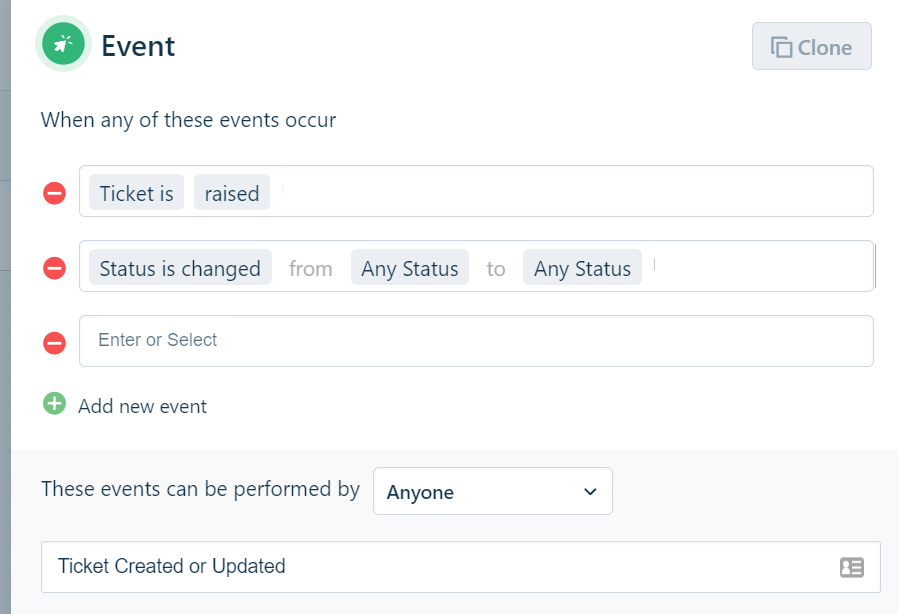 Event
Clone
When any of these events occur
Ticket is raised
Status is changed from Any Status to Any Status
Enter or Select
Add new event
These events can be performed by Anyone
Ticket Created or Updated